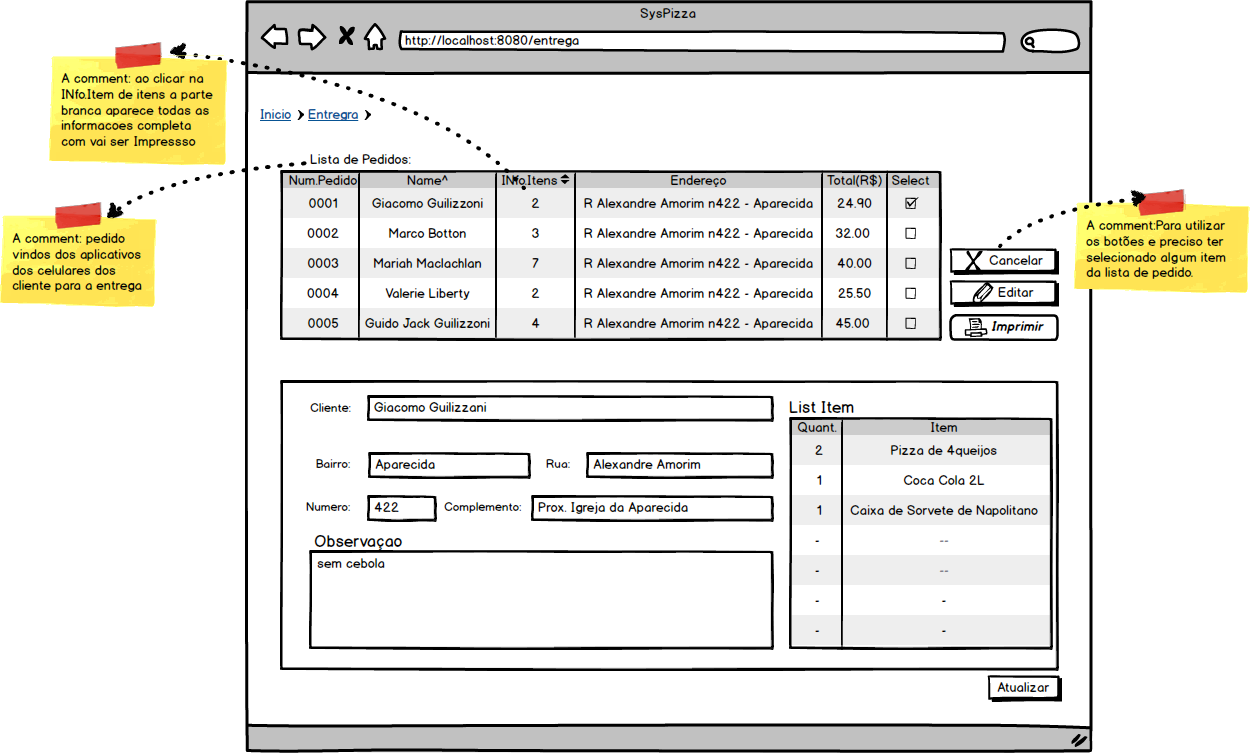 SysPizza
http://localhost:8080/entrega
A comment: ao clicar na
INfo.Item de itens a parte
branca aparece todas as
informacoes completa
com vai ser Impressso
Inicio Entregra
Lista de Pedidos:
Num.Pedido Name^ INfo.Itens Endereço Total(R$) Select
0001 Giacomo Guilizzoni 2 R Alexandre Amorim n422 - Aparecida 24.90
0002 Marco Botton 3 R Alexandre Amorim n422 - Aparecida 32.00
0003 Mariah Maclachlan 7 R Alexandre Amorim n422 - Aparecida 40.00
0004 Valerie Liberty 2 R Alexandre Amorim n422 - Aparecida 25.50
0005 Guido Jack Guilizzoni 4 R Alexandre Amorim n422 - Aparecida 45.00
A comment: pedido
vindos dos aplicativos
dos celulares dos
cliente para a entrega
A comment:Para utilizar
os botões e preciso ter
selecionado algum item
da lista de pedido.
Cancelar
Editar
Imprimir
Cliente: Giacomo Guilizzani
Bairro: Aparecida Rua: Alexandre Amorim
Numero: 422 Complemento: Prox. Igreja da Aparecida
Observaçao
sem cebola
List Item
Quant. Item
2 Pizza de 4queijos
1 Coca Cola 2L
1 Caixa de Sorvete de Napolitano
- --
- --
- -
- -
Atualizar